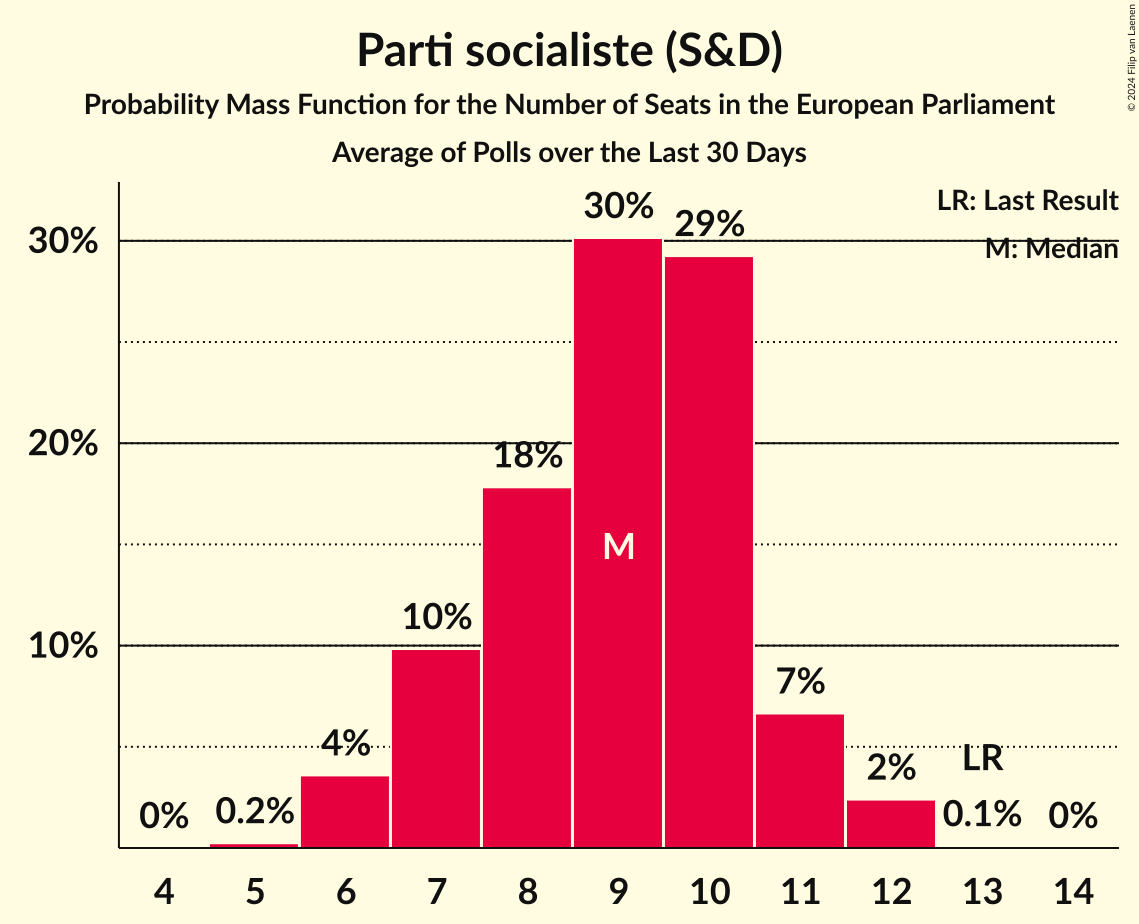 Parti socialiste (S&D)
Probability Mass Function for the Number of Seats in the European Parliament
Average of Polls over the Last 30 Days
© 2024 Filip van Laenen
LR: Last Result
M: Median
30%
20%
10%
0%
0.2%
4%
10%
18%
30%
M
29%
7%
2%
LR
0.1%
0%
4 5 6 7 8 9 10 11 12 13 14